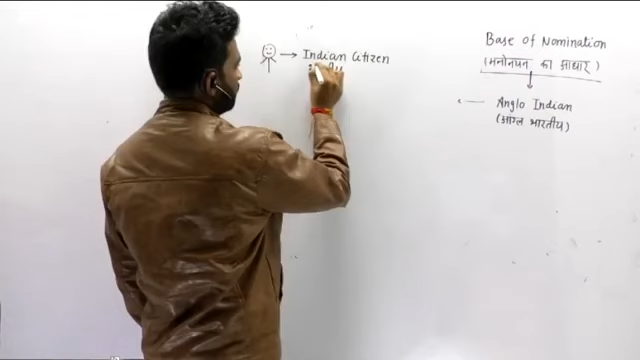 Indian Citizen
Base of Nomination
(मनोनयन का आधार)
Anglo Indian
(आंग्ल भारतीय)